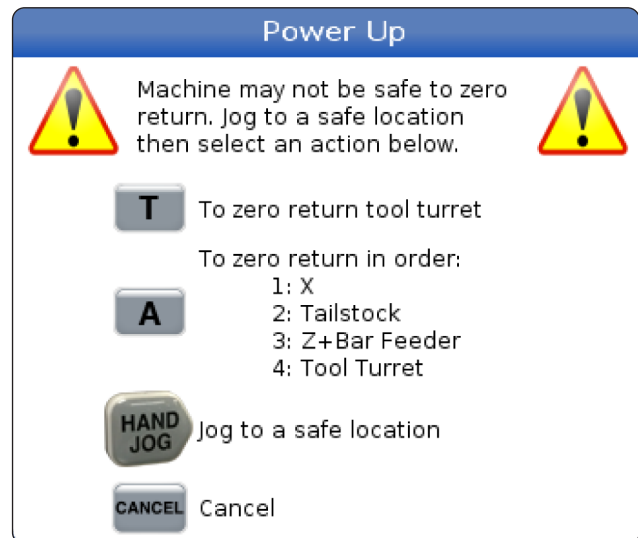 Power Up
Machine may not be safe to zero
return. Jog to a safe location
then select an action below.
T To zero return tool turret
To zero return in order:
1: X
2: Tailstock
A
3: Z+Bar Feeder
4: Tool Turret
HAND
JOG
Jog to a safe location
CANCEL Cancel